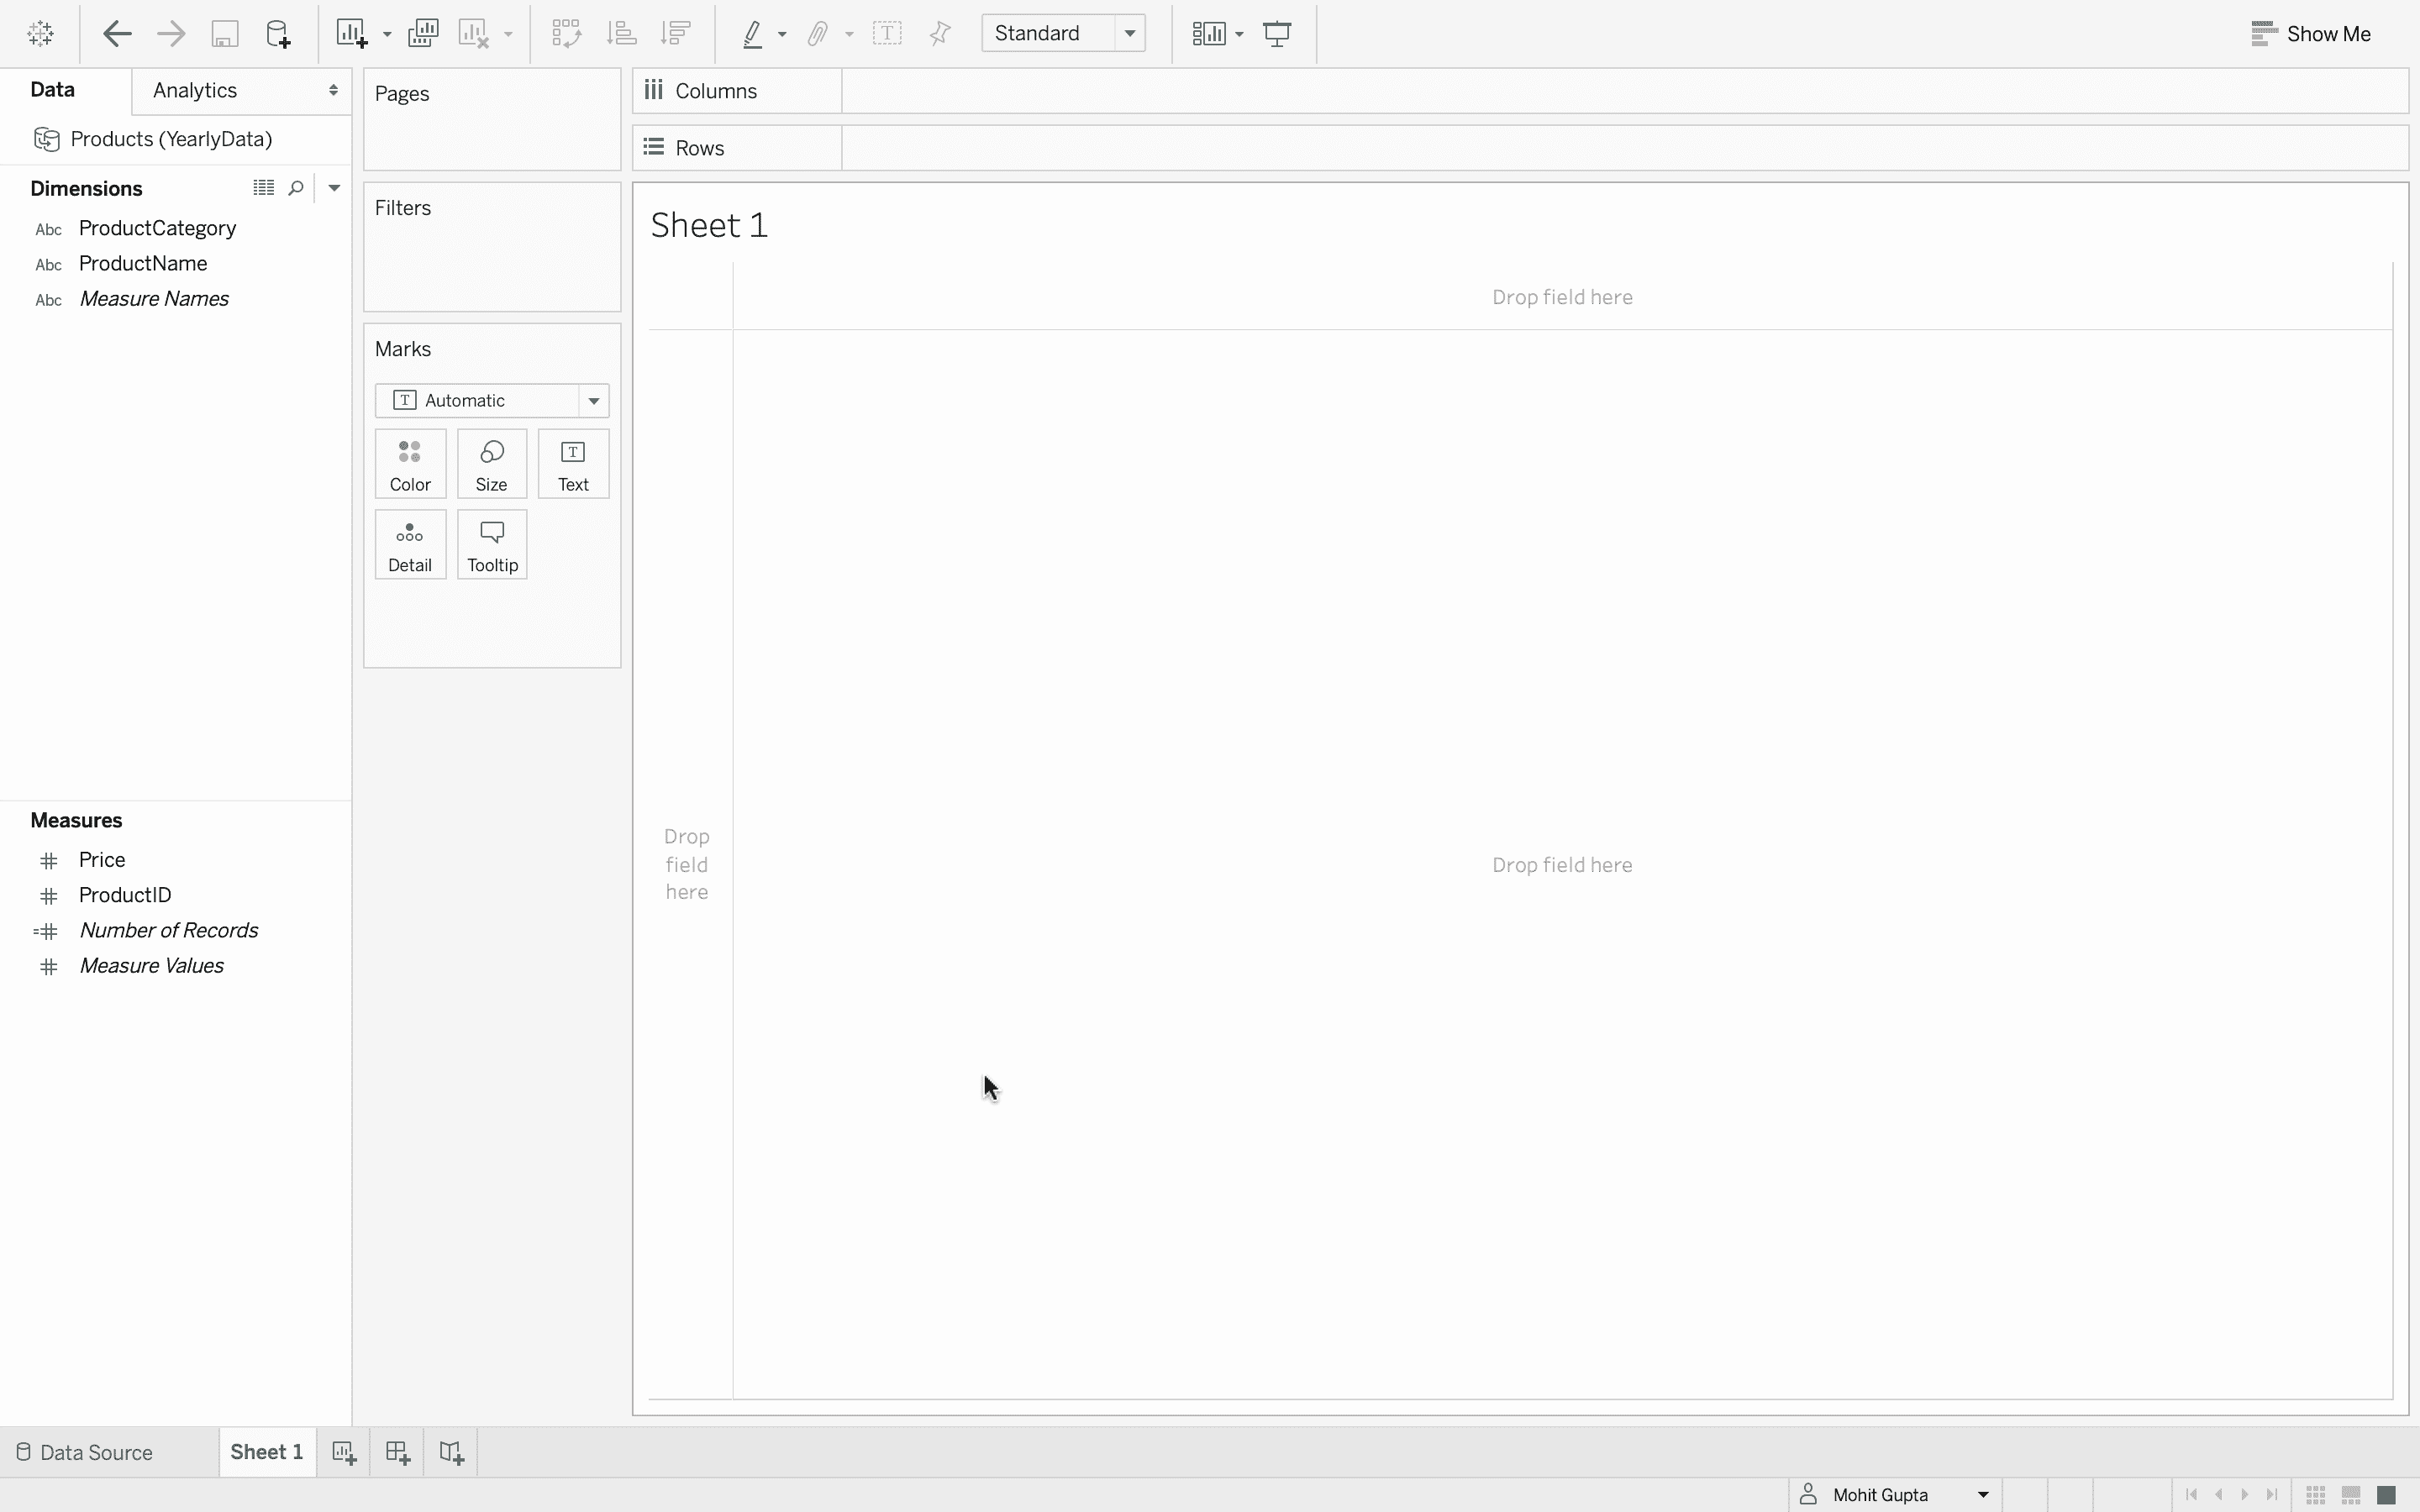 Standard
Show Me
Data
Analytics
Products (YearlyData)
Dimensions
Abc ProductCategory
Abc ProductName
Abc Measure Names
Measures
Price
ProductID
=# Number of Records
Measure Values
Pages
Filters
Marks
T Automatic
Color Size T Text
Detail Tooltip
Columns
Rows
Sheet 1
Drop field here
Drop
field
here
Drop field here
Data Source
Sheet 1
Mohit Gupta